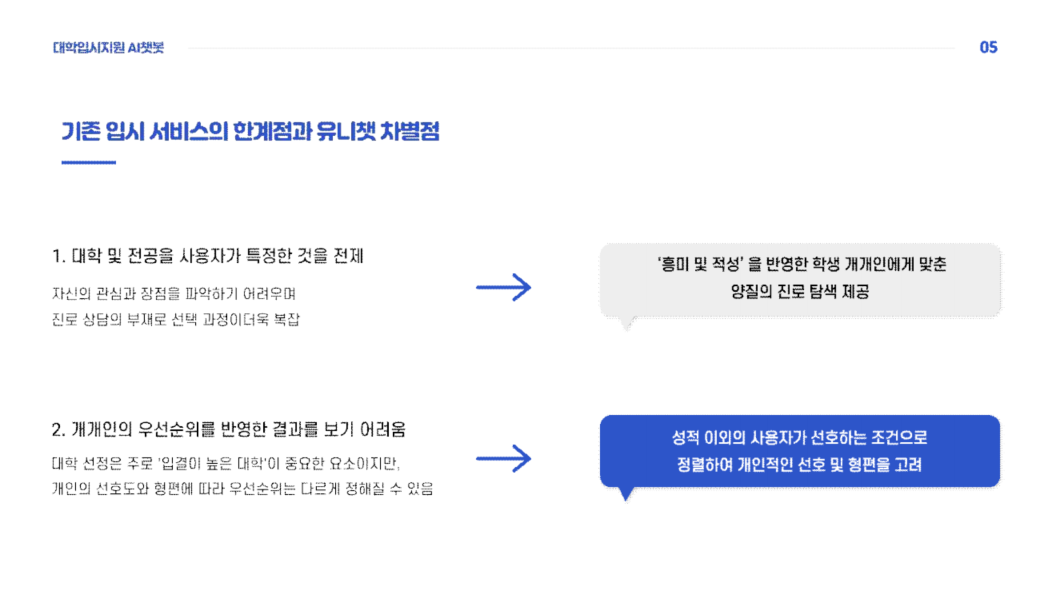 대학입시지원 AI챗봇
05
기존 입시 서비스의 한계점과 유니챗 차별점
1. 대학 및 전공을 사용자가 특정한 것을 전제
자신의 관심과 장점을 파악하기 어려우며
진로 상담의 부재로 선택 과정이더욱 복잡
‘흥미 및 적성’ 을 반영한 학생 개개인에게 맞춘
양질의 진로 탐색 제공
2. 개개인의 우선순위를 반영한 결과를 보기 어려움
대학 선정은 주로 '입결이 높은 대학'이 중요한 요소이지만,
개인의 선호도와 형편에 따라 우선순위는 다르게 정해질 수 있음
성적 이외의 사용자가 선호하는 조건으로
정렬하여 개인적인 선호 및 형편을 고려